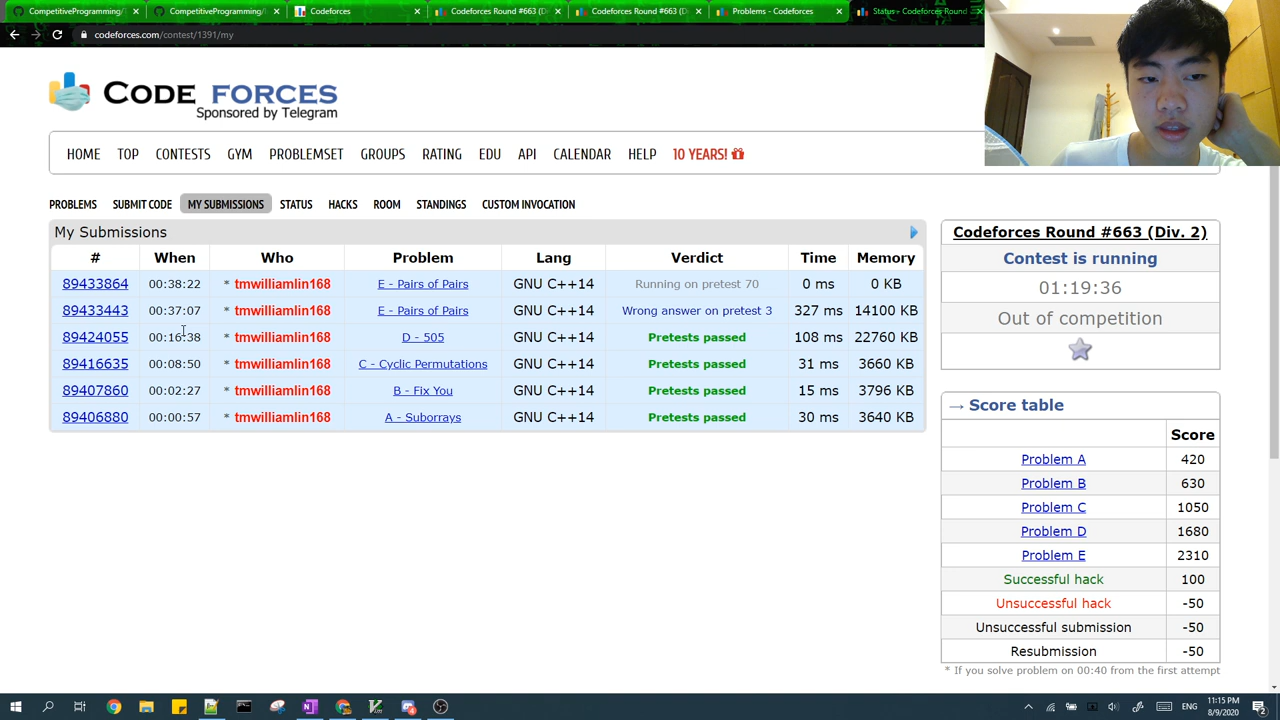 CompetitiveProgramming/
CompetitiveProgramming/
Codeforces
Codeforces Round #663 (Di
Codeforces Round #663 (D
Problems - Codeforces
Status - Codeforces Round
codeforces.com/contest/1391/my
CODE FORCES
Sponsored by Telegram
HOME TOP CONTESTS GYM PROBLEMSET GROUPS RATING EDU API CALENDAR HELP 10 YEARS!
PROBLEMS SUBMIT CODE MY SUBMISSIONS STATUS HACKS ROOM STANDINGS CUSTOM INVOCATION
My Submissions
# When Who Problem Lang Verdict Time Memory
89433864 00:38:22 * tmwilliamlin168 E - Pairs of Pairs GNU C++14 Running on pretest 70 0 ms 0 KB
89433443 00:37:07 * tmwilliamlin168 E - Pairs of Pairs GNU C++14 Wrong answer on pretest 3 327 ms 14100 KB
89424055 00:16:38 * tmwilliamlin168 D - 505 GNU C++14 Pretests passed 108 ms 22760 KB
89416635 00:08:50 * tmwilliamlin168 C - Cyclic Permutations GNU C++14 Pretests passed 31 ms 3660 KB
89407860 00:02:27 * tmwilliamlin168 B - Fix You GNU C++14 Pretests passed 15 ms 3796 KB
89406880 00:00:57 * tmwilliamlin168 A - Suborrays GNU C++14 Pretests passed 30 ms 3640 KB
Codeforces Round #663 (Div. 2)
Contest is running
01:19:36
Out of competition
→ Score table
Score
Problem A 420
Problem B 630
Problem C 1050
Problem D 1680
Problem E 2310
Successful hack 100
Unsuccessful hack -50
Unsuccessful submission -50
Resubmission -50
* If you solve problem on 00:40 from the first attempt
ENG
11:15 PM
8/9/2020